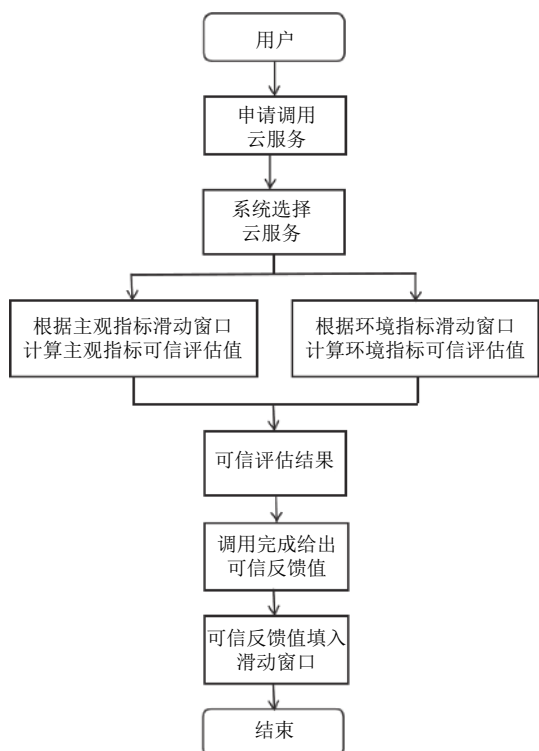 用户
申请调用
云服务
系统选择
云服务
根据主观指标滑动窗口
计算主观指标可信评估值
根据环境指标滑动窗口
计算环境指标可信评估值
可信评估结果
调用完成给出
可信反馈值
可信反馈值填入
滑动窗口
结束